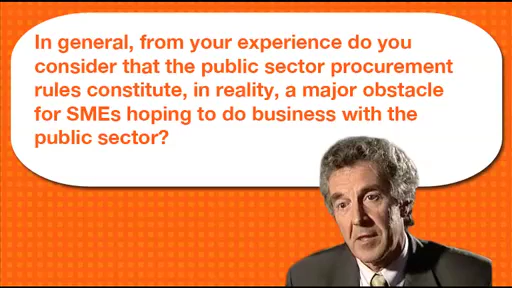 In general, from your experience do you
consider that the public sector procurement
rules constitute, in reality, a major obstacle
for SMEs hoping to do business with the
public sector?